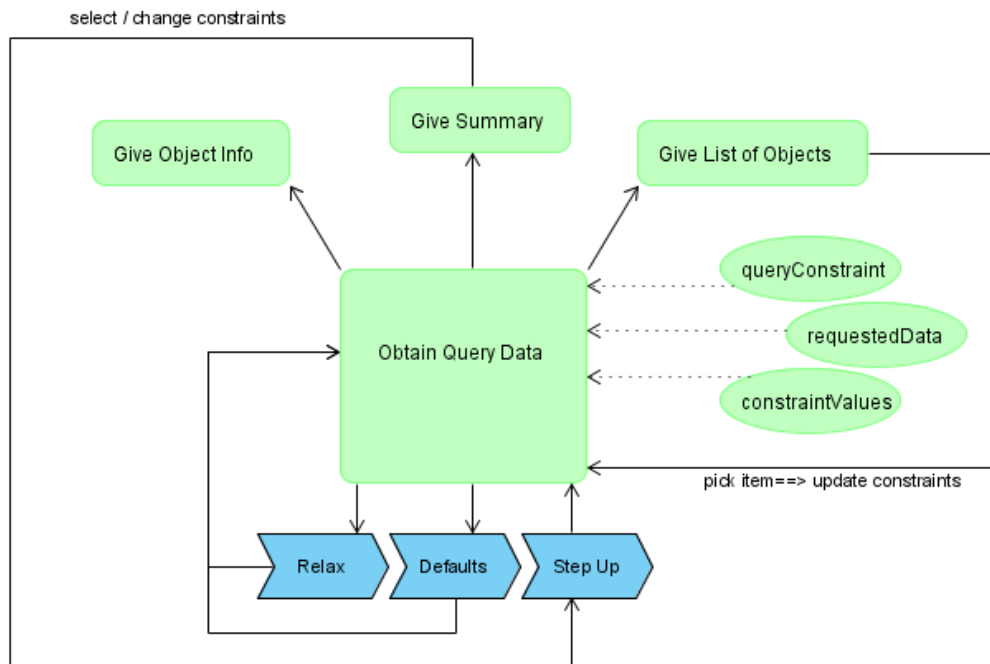 select / change constraints
Give Summary
Give Object Info
Give List of Objects
queryConstraint
requestedData
Obtain Query Data
constraintValues
pick item==> update constraints
Relax
Defaults
Step Up